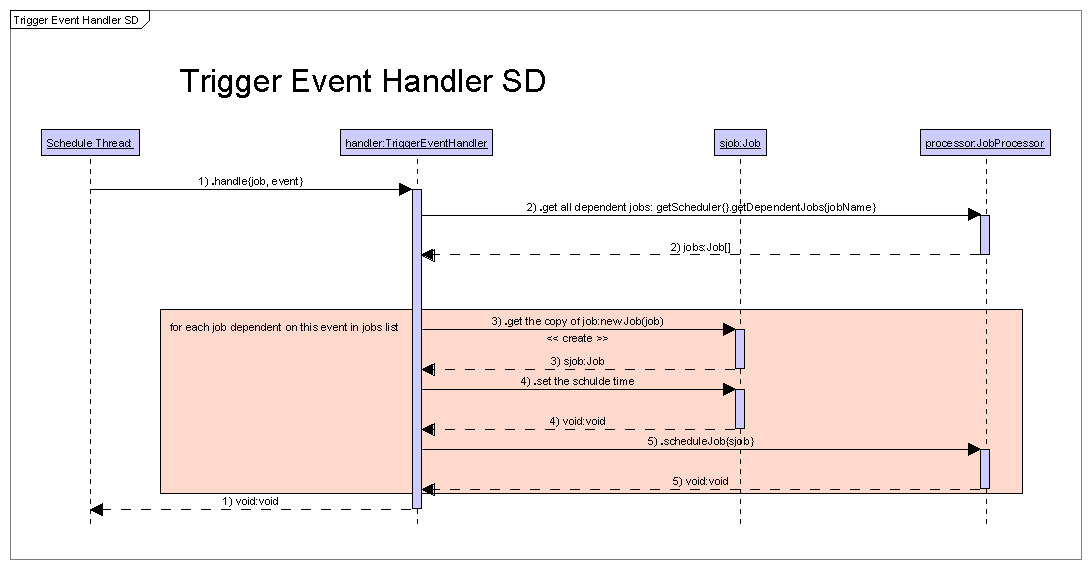 Trigger Event Handler SD
Trigger Event Handler SD
Schedule Thread:
handler:TriggerEventHandler
sjob:Job
processor:JobProcessor
1) .handle{job, event}
2) .get all dependent jobs: getScheduler{}.getDependentJobs{jobName}
2) jobs:Job[]
for each job dependent on this event in jobs list
3) .get the copy of job:new Job(job)
<< create >>
3) sjob:Job
4) .set the schulde time
4) void:void
5) .scheduleJob{sjob}
5) void:void
1) void:void